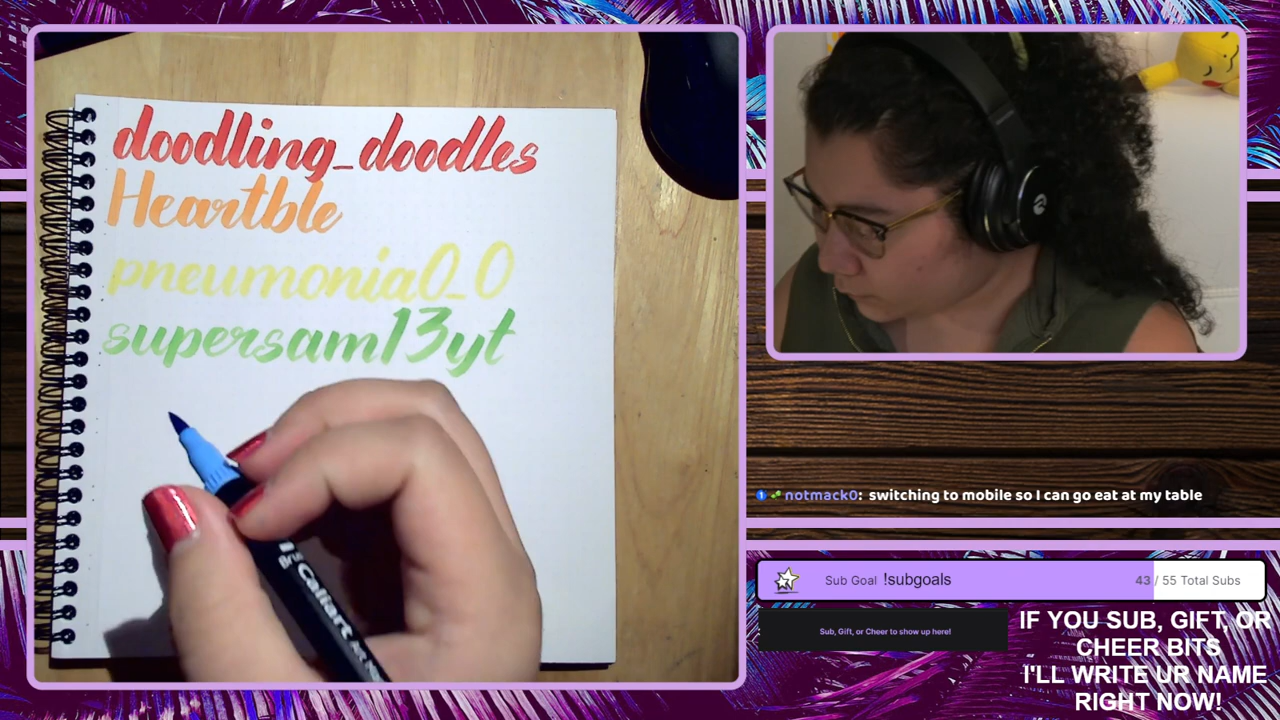 doodling_doodles
Heartble
pneumonia0_0
supersam13yt
Caliart
notmack0: switching to mobile so I can go eat at my table
Sub Goal !subgoals 43 / 55 Total Subs
Sub, Gift, or Cheer to show up here!
IF YOU SUB, GIFT, OR
CHEER BITS
I'LL WRITE UR NAME
RIGHT NOW!